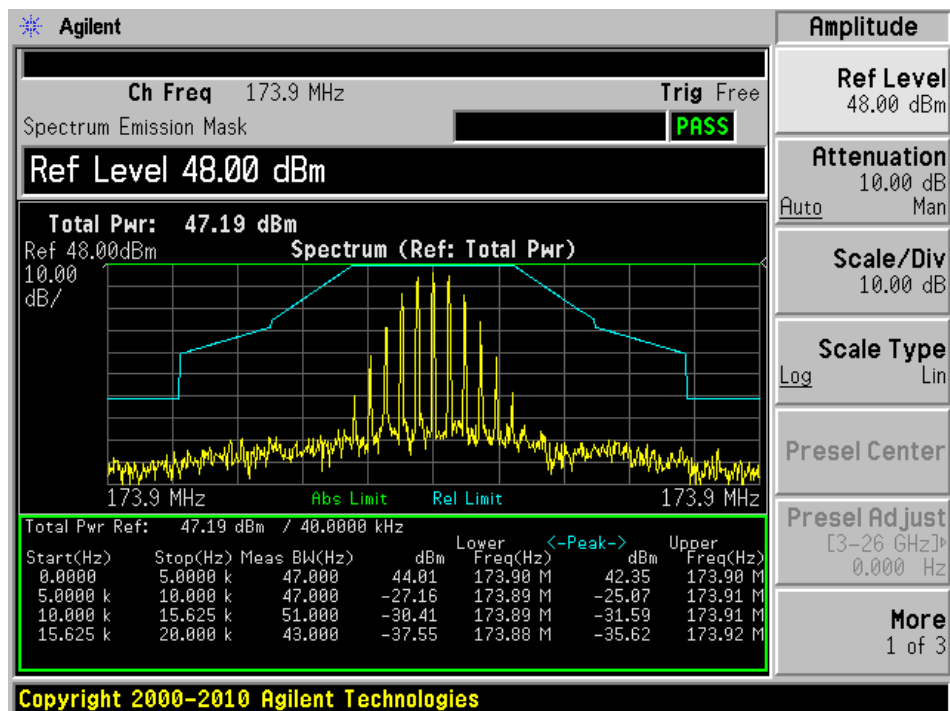 Agilent
Amplitude
Ch Freq 173.9 MHz Trig Free
Spectrum Emission Mask PASS
Ref Level 48.00 dBm
Total Pwr: 47.19 dBm
Ref 48.00dBm Spectrum (Ref: Total Pwr)
10.00
dB/
173.9 MHz Abs Limit Rel Limit 173.9 MHz
Total Pwr Ref: 47.19 dBm / 40.0000 kHz
Lower <-Peak-> Upper
Start(Hz) Stop(Hz) Meas BW(Hz) dBm Freq(Hz) dBm Freq(Hz)
0.0000 5.0000 k 47.000 44.01 173.90 M 42.35 173.90 M
5.0000 k 10.000 k 47.000 -27.16 173.89 M -25.07 173.91 M
10.000 k 15.625 k 51.000 -30.41 173.89 M -31.59 173.91 M
15.625 k 20.000 k 43.000 -37.55 173.88 M -35.62 173.92 M
Ref Level
48.00 dBm
Attenuation
10.00 dB
Auto Man
Scale/Div
10.00 dB
Scale Type
Log Lin
Presel Center
Presel Adjust
[3-26 GHz]▹
0.000 Hz
More
1 of 3
Copyright 2000-2010 Agilent Technologies